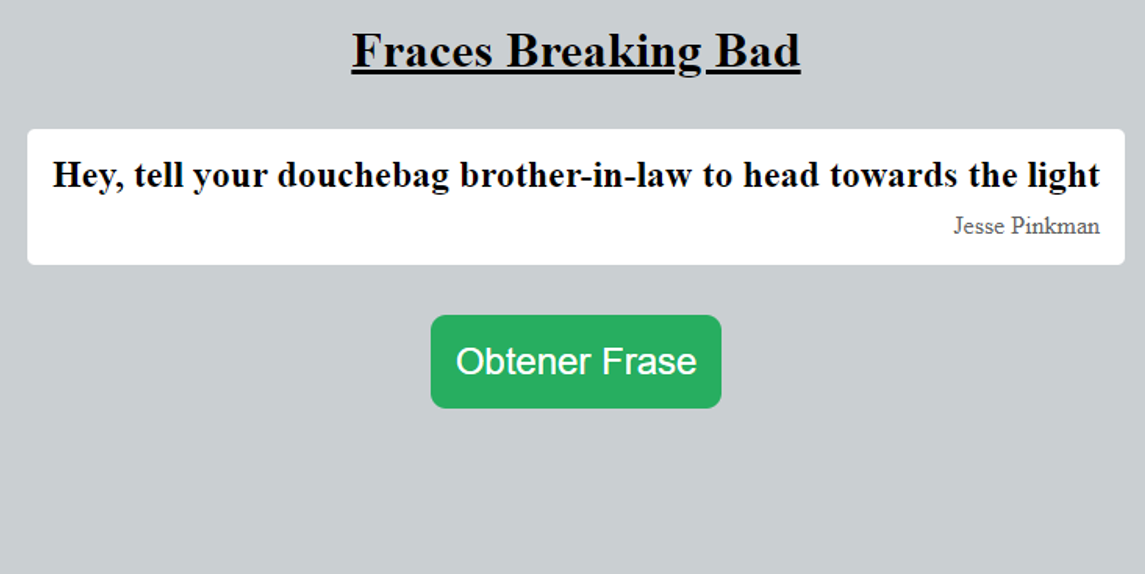 Fraces Breaking Bad
Hey, tell your douchebag brother-in-law to head towards the light
Jesse Pinkman
Obtener Frase